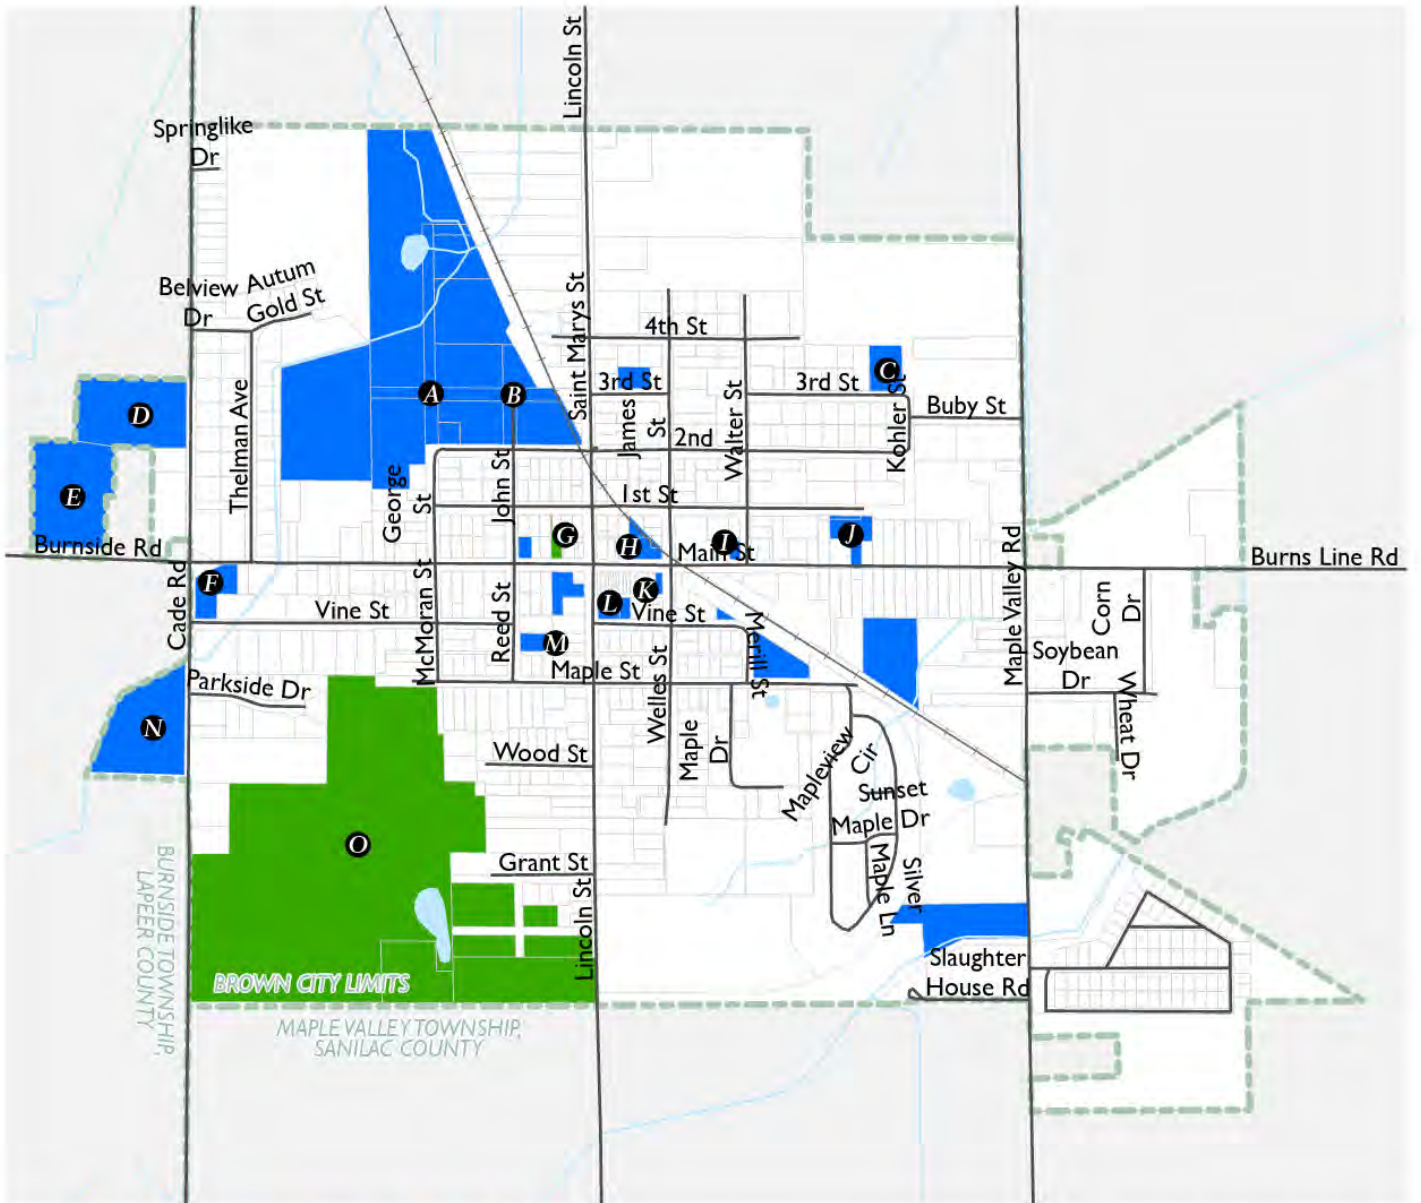 Lincoln St
Springlike
Dr
Belview
Dr
Autum
Gold St
Saint Marys St
4th St
3rd St
3rd St
C
A
B
D
Buby St
Thelman Ave
James
St
2nd
Walter St
Kohler St
George
St
John St
E
1st St
G
H
I
J
Main St
Burnside Rd
Maple Valley Rd
Burns Line Rd
Cade Rd
F
McMoran St
Reed St
K
L
Vine St
Vine St
Corn
Dr
M
Maple St
Merill St
Soybean
Dr
Parkside Dr
N
Welles St
Wheat Dr
Wood St
Maple
Dr
Mapleview
Cir
Sunset
Dr
Maple
O
Maple Ln
Silver
Grant St
Lincoln St
BURNSIDE TOWNSHIP,
LAPEER COUNTY
Slaughter
House Rd
BROWN CITY LIMITS
MAPLE VALLEY TOWNSHIP,
SANILAC COUNTY